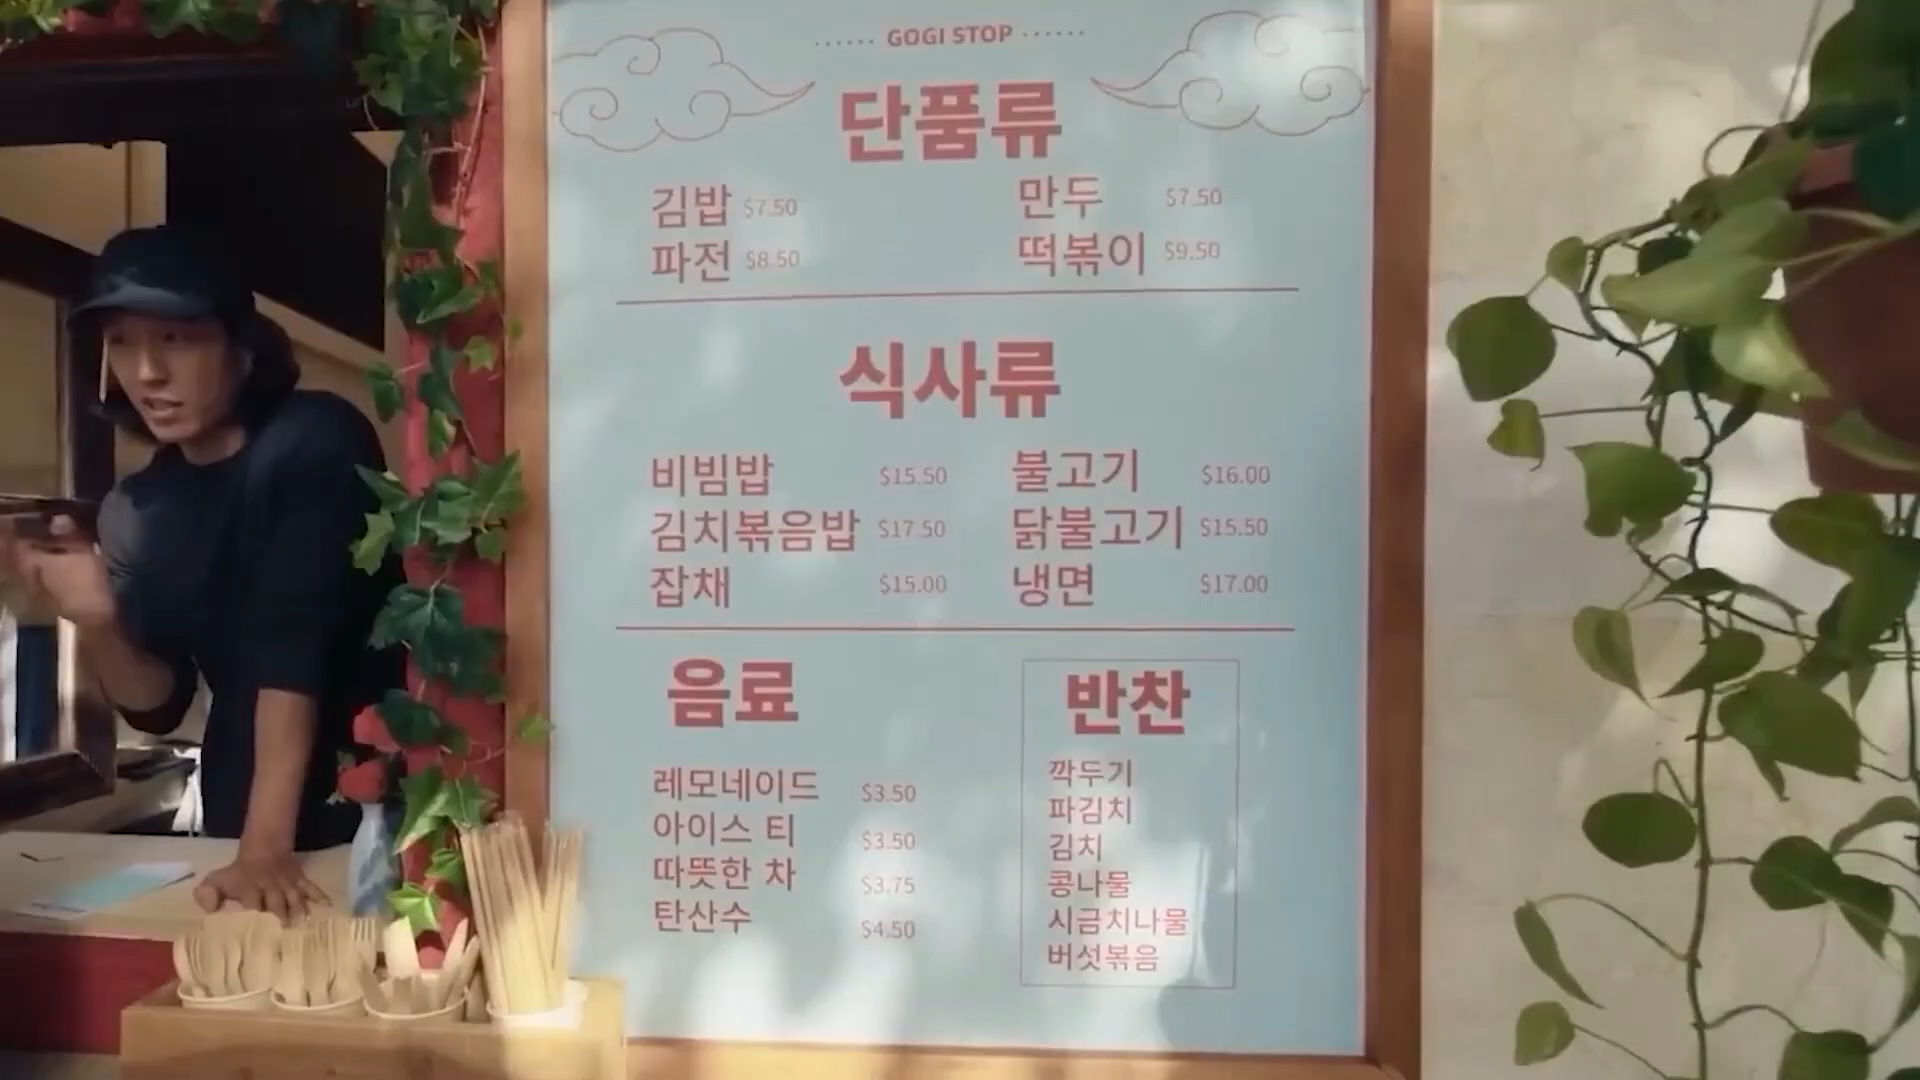 GOGI STOP
단품류
김밥 $7.50 만두 $7.50
파전 $8.50 떡볶이 $9.50
식사류
비빔밥 $15.50 불고기 $16.00
김치볶음밥 $17.50 닭불고기 $15.50
잡채 $15.00 냉면 $17.00
음료
레모네이드 $3.50
아이스 티 $3.50
따뜻한 차 $3.75
탄산수 $4.50
반찬
깍두기
파김치
김치
콩나물
시금치나물
버섯볶음